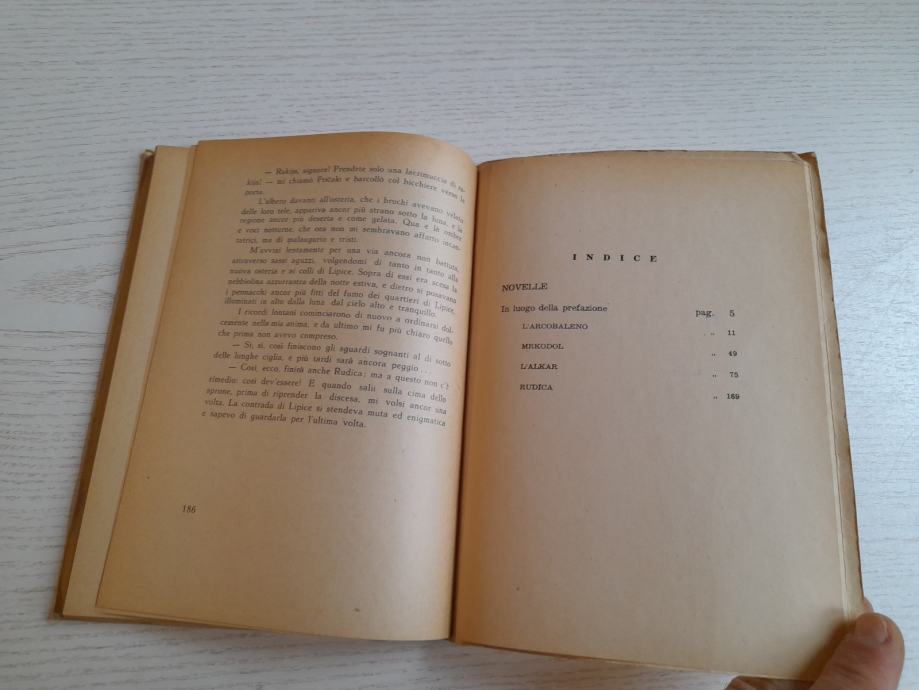 — Rakija, signore! Prendete solo una lacrimuccia di ra-
kija! — mi chiamò Pričalo e barcollò col bicchiere verso la
porta.
L'albero davanti all'osteria, che i bruchi avevano velato
delle loro tele, appariva ancor più strano sotto la luna, e la
regione ancor più deserta e come gelata. Qua e là ombre
e voci notturne, che ora non mi sembravano affatto incan-
tatrici, ma di malaugurio e tristi.
M'avviai lentamente per una via ancora non battuta,
attraverso sassi aguzzi, volgendomi di tanto in tanto alla
nuova osteria e ai colli di Lipice. Sopra di essi era scesa la
nebbiolina azzurrastra della notte estiva, e dietro si posavano
i pennacchi ancor più fitti del fumo dei quartieri di Lipice,
illuminati in alto dalla luna dal cielo alto e tranquillo.
I ricordi lontani cominciarono di nuovo a ordinarsi dol-
cemente nella mia anima, e da ultimo mi fu più chiaro quello
che prima non avevo compreso.
— Sì, sì, così finiscono gli sguardi sognanti al di sotto
delle lunghe ciglia, e più tardi sarà ancora peggio ...
— Così, ecco, finirà anche Rudica; ma a questo non c'è
rimedio: così dev'essere! E quando salii sulla cima dello
sprone, prima di riprender la discesa, mi volsi ancor una
volta. La contrada di Lipice si stendeva muta ed enigmatica
e sapevo di guardarla per l'ultima volta.
186
INDICE
NOVELLE
In luogo della prefazione pag. 5
L'ARCOBALENO „ 11
MRKODOL „ 49
L'ALKAR „ 75
RUDICA „ 169